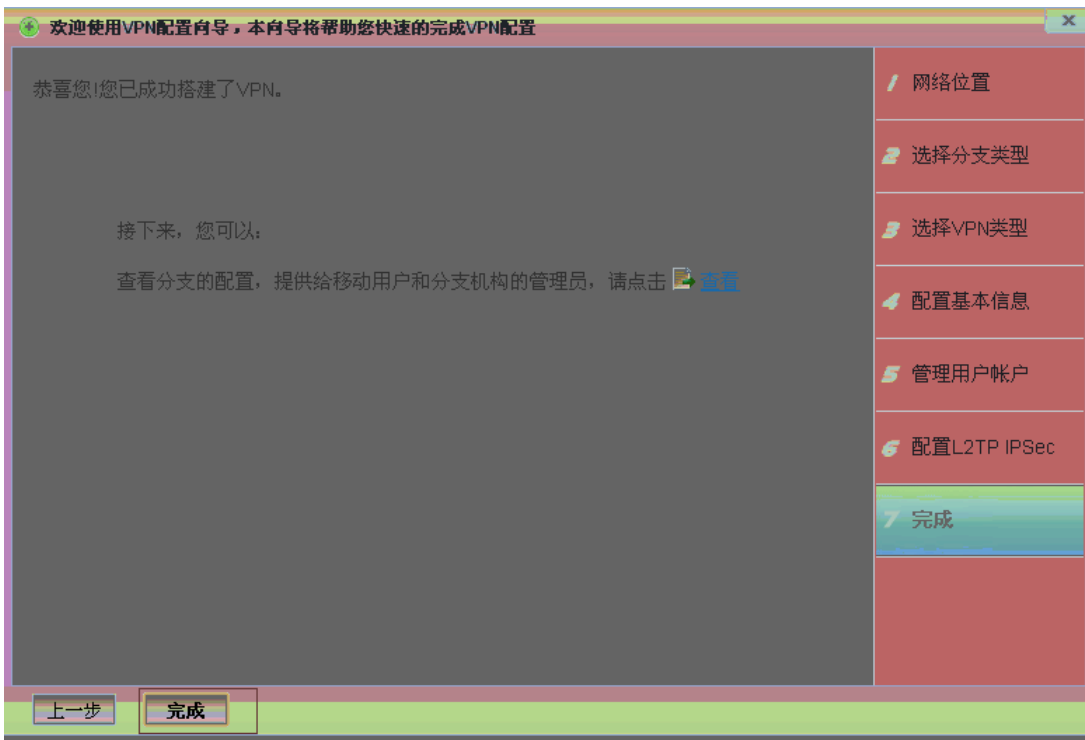 欢迎使用VPN配置向导，本向导将帮助您快速的完成VPN配置
恭喜您!您已成功搭建了VPN。
接下来，您可以:
查看分支的配置，提供给移动用户和分支机构的管理员，请点击 查看
1 网络位置
2 选择分支类型
3 选择VPN类型
4 配置基本信息
5 管理用户帐户
6 配置L2TP IPSec
7 完成
上一步 完成